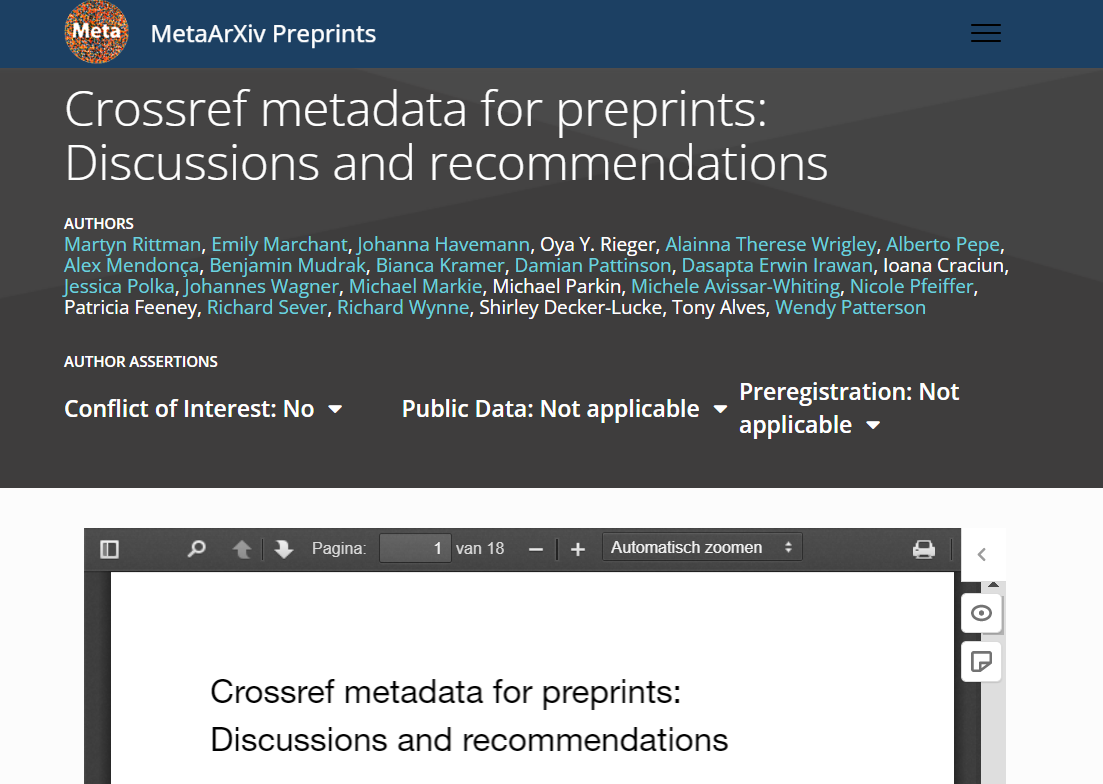 Meta MetaArXiv Preprints
Crossref metadata for preprints:
Discussions and recommendations
AUTHORS
Martyn Rittman, Emily Marchant, Johanna Havemann, Oya Y. Rieger, Alainna Therese Wrigley, Alberto Pepe,
Alex Mendonça, Benjamin Mudrak, Bianca Kramer, Damian Pattinson, Dasapta Erwin Irawan, Ioana Craciun,
Jessica Polka, Johannes Wagner, Michael Markie, Michael Parkin, Michele Avissar-Whiting, Nicole Pfeiffer,
Patricia Feeney, Richard Sever, Richard Wynne, Shirley Decker-Lucke, Tony Alves, Wendy Patterson
AUTHOR ASSERTIONS
Conflict of Interest: No
Public Data: Not applicable
Preregistration: Not
applicable
Pagina: 1 van 18 Automatisch zoomen
Crossref metadata for preprints:
Discussions and recommendations